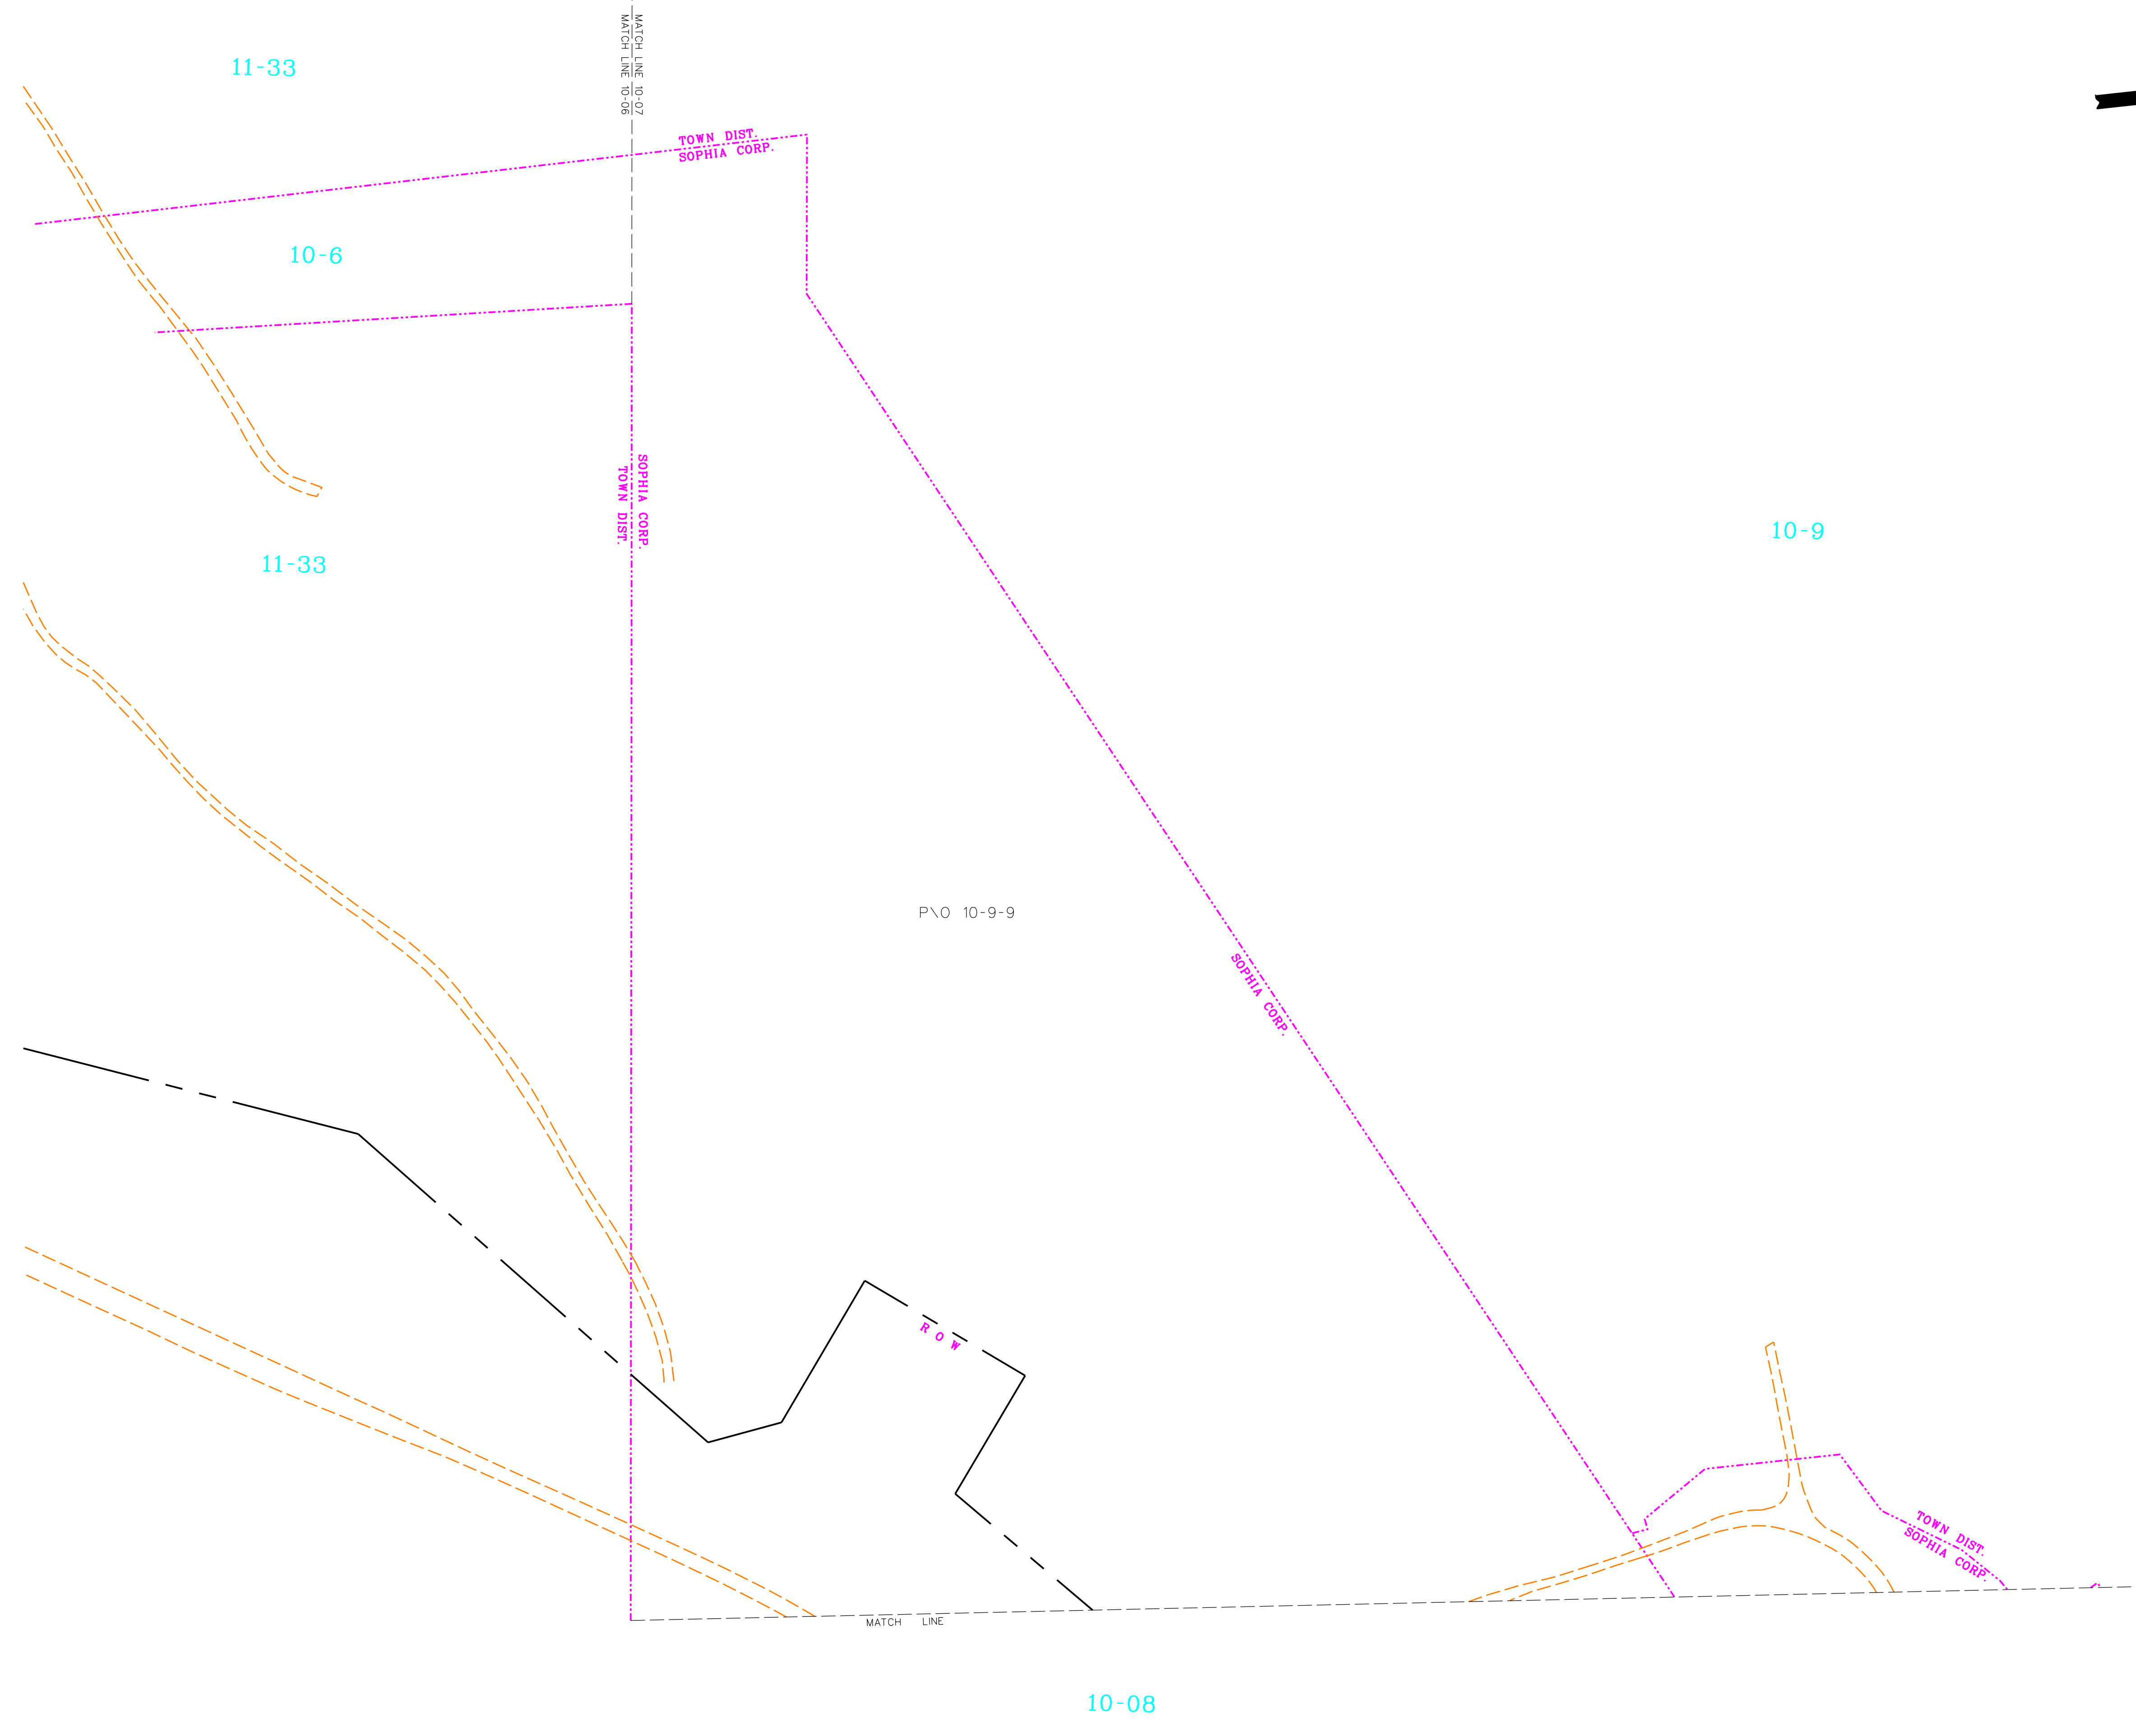 11-33
MATCH LINE 10-07
MATCH LINE 10-06
TOWN DIST.
SOPHIA CORP.
10-6
SOPHIA CORP.
TOWN DIST.
10-9
11-33
P\O 10-9-9
SOPHIA CORP.
R O W
TOWN DIST.
SOPHIA CORP.
MATCH LINE
10-08